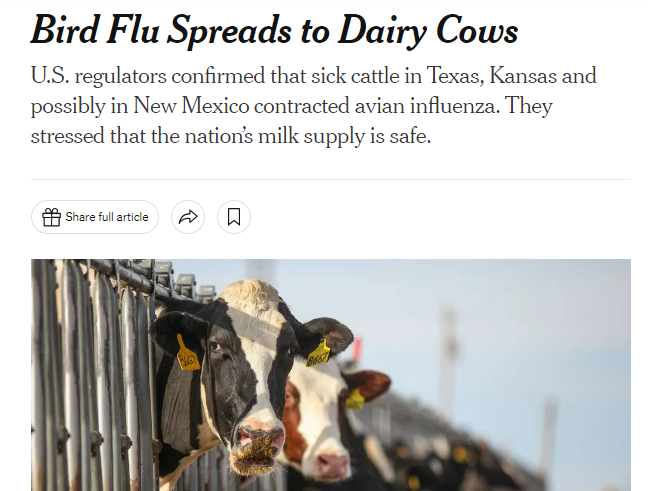 Bird Flu Spreads to Dairy Cows
U.S. regulators confirmed that sick cattle in Texas, Kansas and
possibly in New Mexico contracted avian influenza. They
stressed that the nation’s milk supply is safe.
Share full article
8667